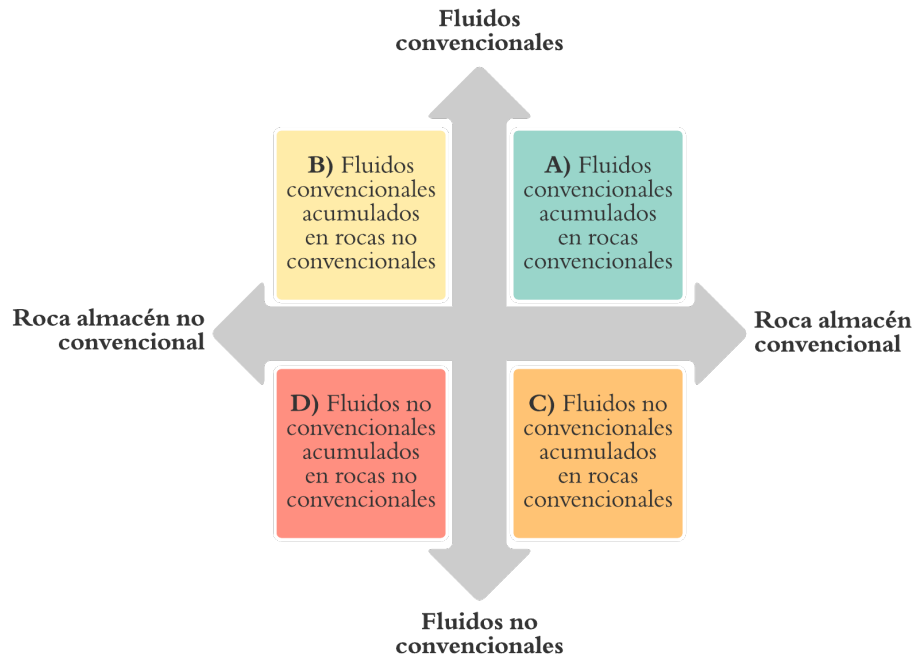 Fluidos
convencionales
B) Fluidos
convencionales
acumulados
en rocas no
convencionales
A) Fluidos
convencionales
acumulados
en rocas
convencionales
Roca almacén no
convencional
Roca almacén
convencional
D) Fluidos no
convencionales
acumulados
en rocas no
convencionales
C) Fluidos no
convencionales
acumulados
en rocas
convencionales
Fluidos no
convencionales